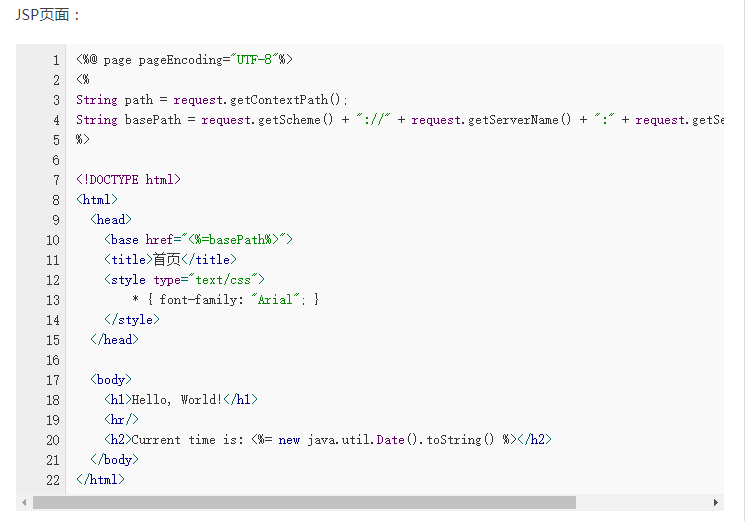 JSP页面：
1 <%@ page pageEncoding="UTF-8"%>
2 <%
3 String path = request.getContextPath();
4 String basePath = request.getScheme() + "://" + request.getServerName() + ":" + request.getSe
5 %>
6
7 <!DOCTYPE html>
8 <html>
9   <head>
10     <base href="<%=basePath%>">
11     <title>首页</title>
12     <style type="text/css">
13         * { font-family: "Arial"; }
14     </style>
15   </head>
16
17   <body>
18     <h1>Hello, World!</h1>
19     <hr/>
20     <h2>Current time is: <%= new java.util.Date().toString() %></h2>
21   </body>
22 </html>